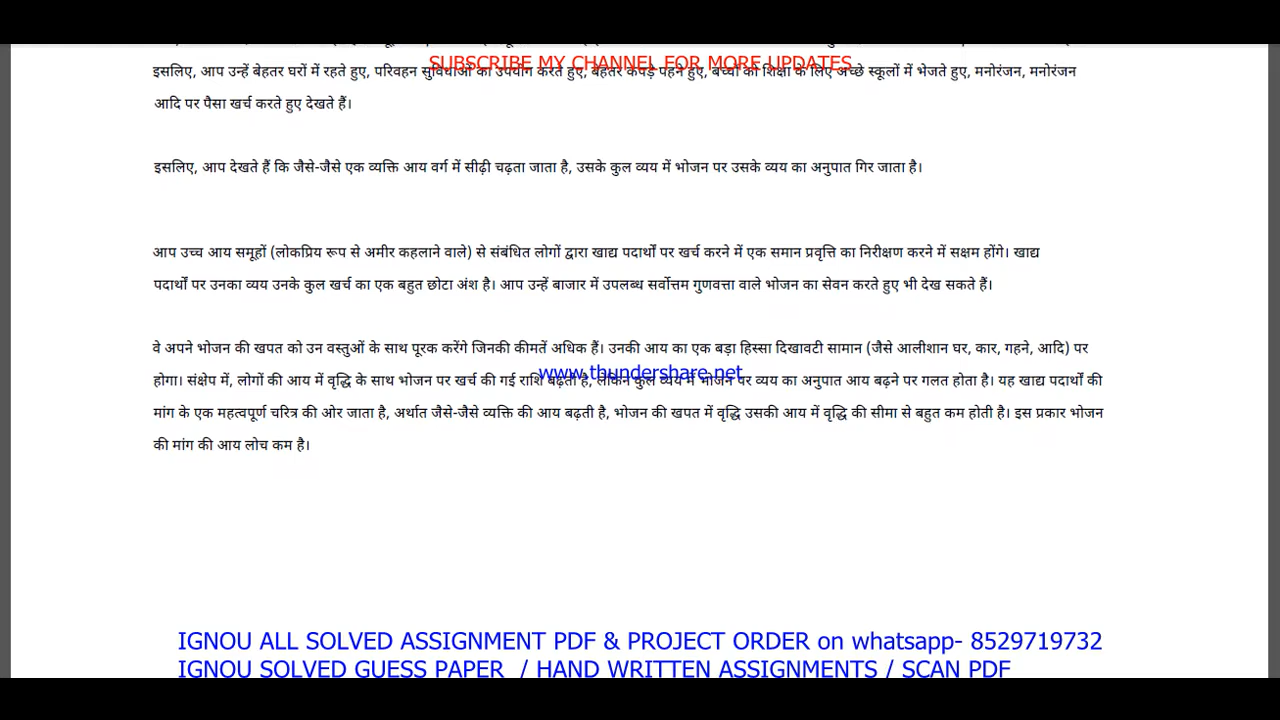 SUBSCRIBE MY CHANNEL FOR MORE UPDATES
इसलिए, आप उन्हें बेहतर घरों में रहते हुए, परिवहन सुविधाओं का उपयोग करते हुए, बेहतर कपड़े पहने हुए, बच्चों की शिक्षा के लिए अच्छे स्कूलों में भेजते हुए, मनोरंजन, मनोरंजन
आदि पर पैसा खर्च करते हुए देखते हैं।
इसलिए, आप देखते हैं कि जैसे-जैसे एक व्यक्ति आय वर्ग में सीढ़ी चढ़ता जाता है, उसके कुल व्यय में भोजन पर उसके व्यय का अनुपात गिर जाता है।
आप उच्च आय समूहों (लोकप्रिय रूप से अमीर कहलाने वाले) से संबंधित लोगों द्वारा खाद्य पदार्थों पर खर्च करने में एक समान प्रवृत्ति का निरीक्षण करने में सक्षम होंगे। खाद्य
पदार्थों पर उनका व्यय उनके कुल खर्च का एक बहुत छोटा अंश है। आप उन्हें बाजार में उपलब्ध सर्वोत्तम गुणवत्ता वाले भोजन का सेवन करते हुए भी देख सकते हैं।
वे अपने भोजन की खपत को उन वस्तुओं के साथ पूरक करेंगे जिनकी कीमतें अधिक हैं। उनकी आय का एक बड़ा हिस्सा दिखावटी सामान (जैसे आलीशान घर, कार, गहने, आदि) पर
www.thundershare.net
होगा। संक्षेप में, लोगों की आय में वृद्धि के साथ भोजन पर खर्च की गई राशि बढ़ती है, लेकिन कुल व्यय में भोजन पर व्यय का अनुपात आय बढ़ने पर गलत होता है। यह खाद्य पदार्थों की
मांग के एक महत्वपूर्ण चरित्र की ओर जाता है, अर्थात जैसे-जैसे व्यक्ति की आय बढ़ती है, भोजन की खपत में वृद्धि उसकी आय में वृद्धि की सीमा से बहुत कम होती है। इस प्रकार भोजन
की मांग की आय लोच कम है।
IGNOU ALL SOLVED ASSIGNMENT PDF & PROJECT ORDER on whatsapp- 8529719732
IGNOU SOLVED GUESS PAPER / HAND WRITTEN ASSIGNMENTS / SCAN PDF